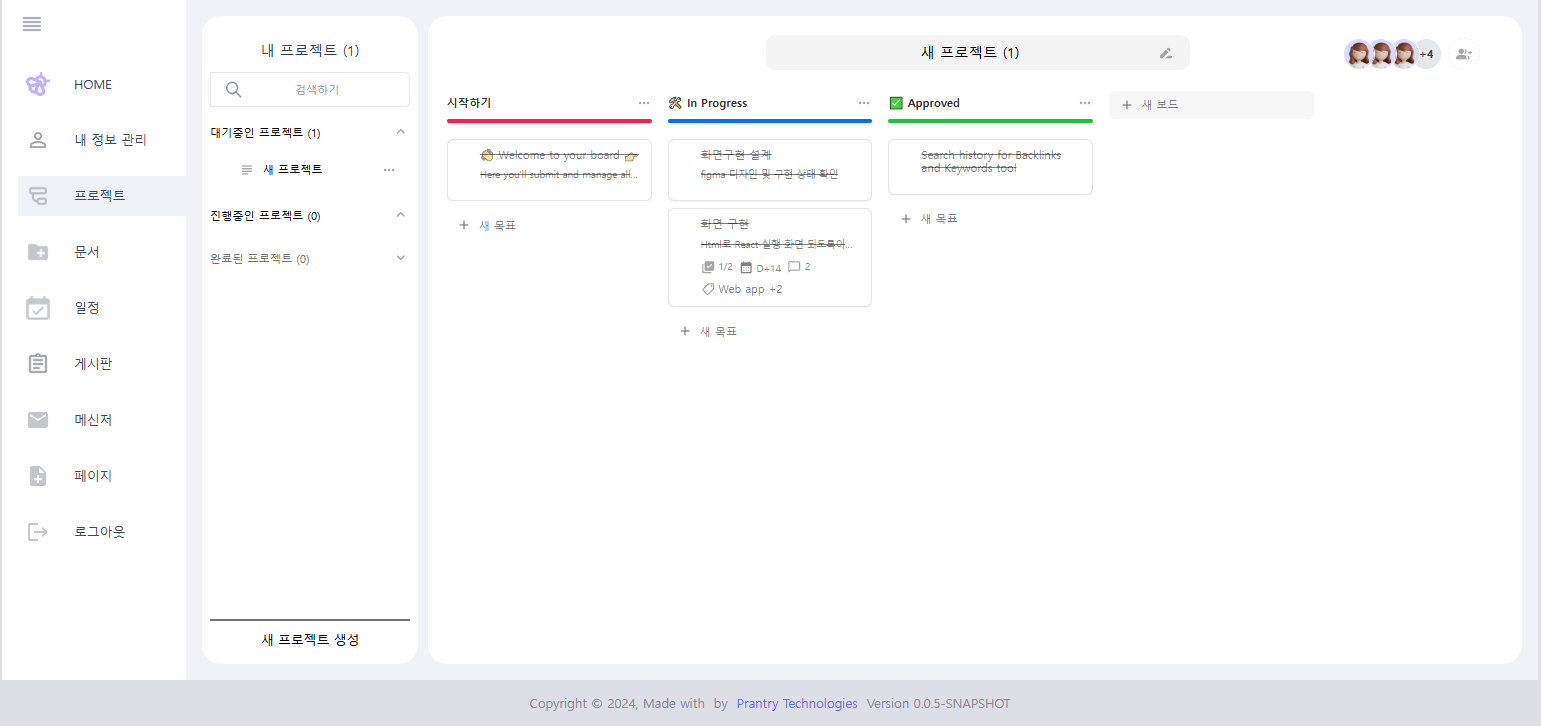 HOME
내 정보 관리
프로젝트
문서
일정
게시판
메신저
페이지
로그아웃
내 프로젝트 (1)
검색하기
대기중인 프로젝트 (1)
새 프로젝트
진행중인 프로젝트 (0)
완료된 프로젝트 (0)
새 프로젝트 생성
새 프로젝트 (1)
+4
시작하기
👋 Welcome to your board 👉
Here you'll submit and manage all...
새 목표
🛠 In Progress
화면구현 설계
figma 디자인 및 구현 상태 확인
화면 구현
Html로 React 실행 화면 되도록이...
1/2 D+14 2
Web app +2
새 목표
✅ Approved
Search history for Backlinks
and Keywords tool
새 목표
새 보드
Copyright © 2024, Made with by Prantry Technologies Version 0.0.5-SNAPSHOT